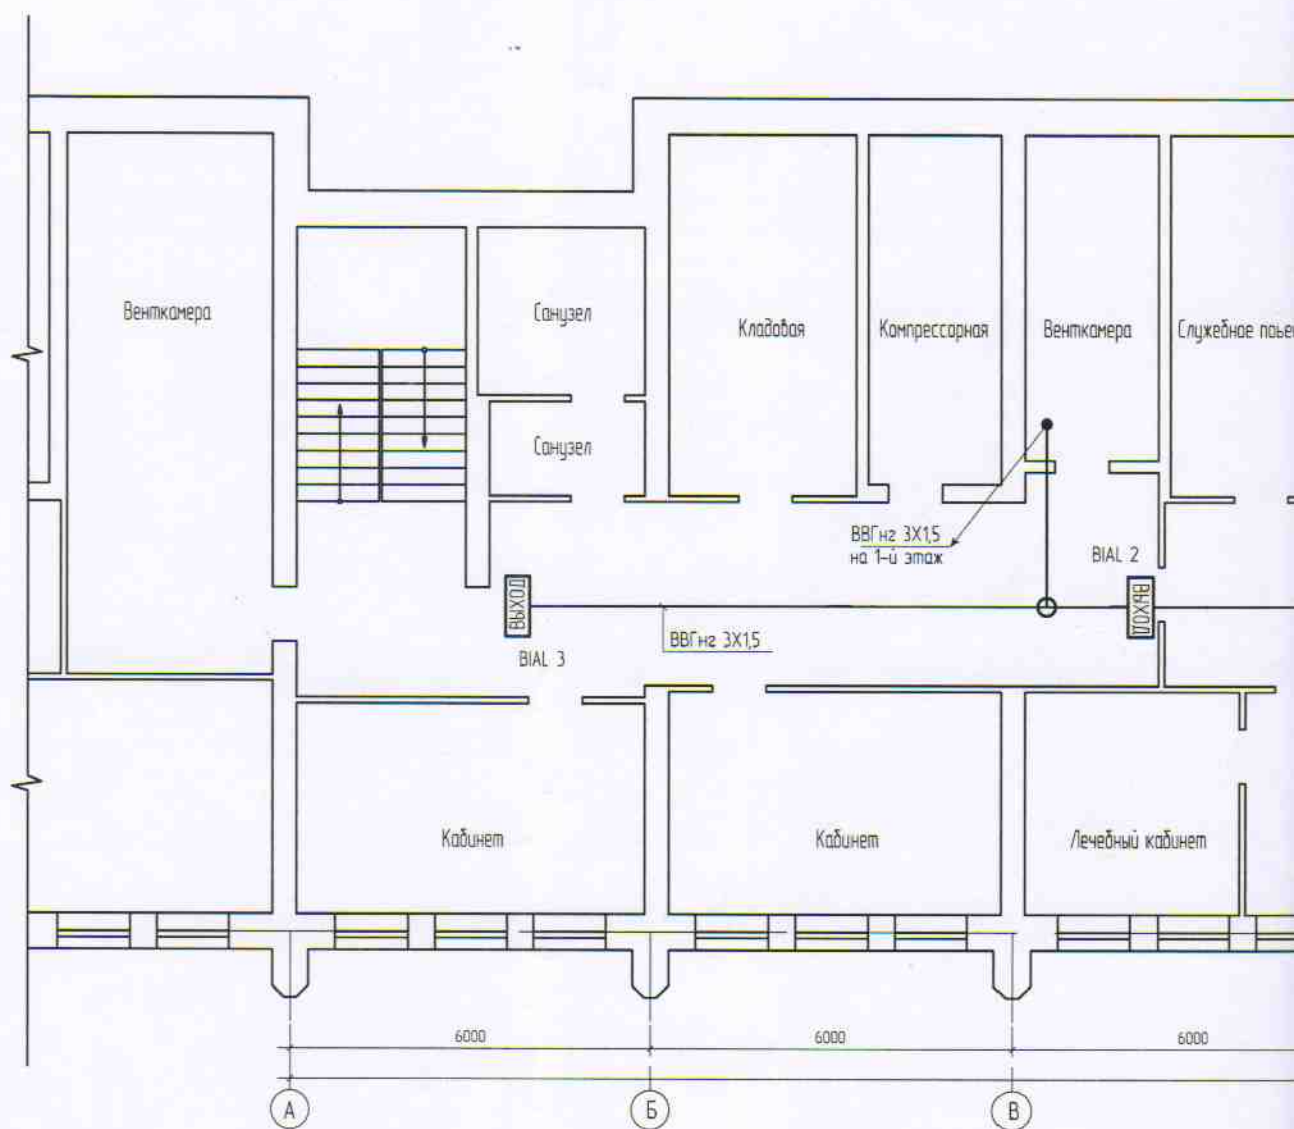 Венткамера
Санузел
Санузел
Кладовая
Компрессорная
Венткамера
Служебное
ВВГнг 3Х1,5
на 1-й этаж
BIAL 2
ВЫХОД
ВЫХОД
ВВГнг 3Х1,5
BIAL 3
Кабинет
Кабинет
Лечебный кабинет
6000
6000
6000
А
Б
В